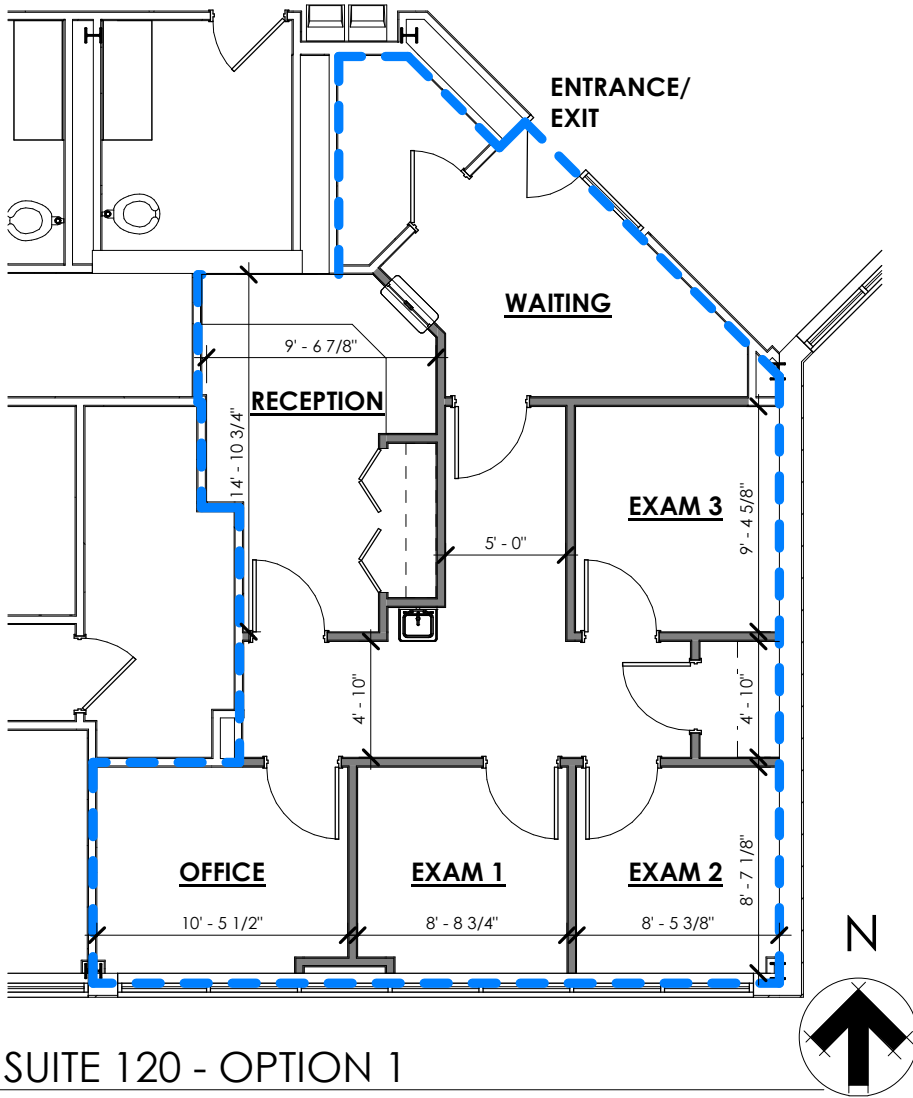 ENTRANCE/
EXIT
WAITING
9' - 6 7/8"
RECEPTION
14' - 10 3/4"
EXAM 3
9' - 4 5/8"
5' - 0"
4' - 10"
4' - 10"
OFFICE
EXAM 1
EXAM 2
8' - 7 1/8"
10' - 5 1/2"
8' - 8 3/4"
8' - 5 3/8"
N
SUITE 120 - OPTION 1